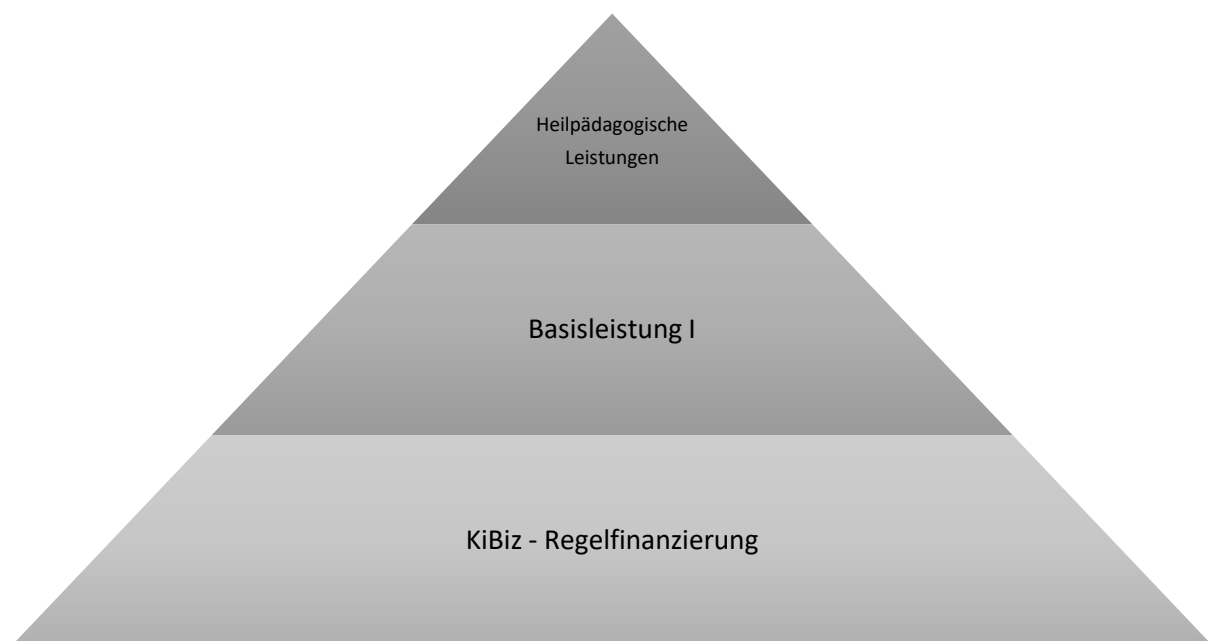 Heilpädagogische
Leistungen
Basisleistung I
KiBiz - Regelfinanzierung